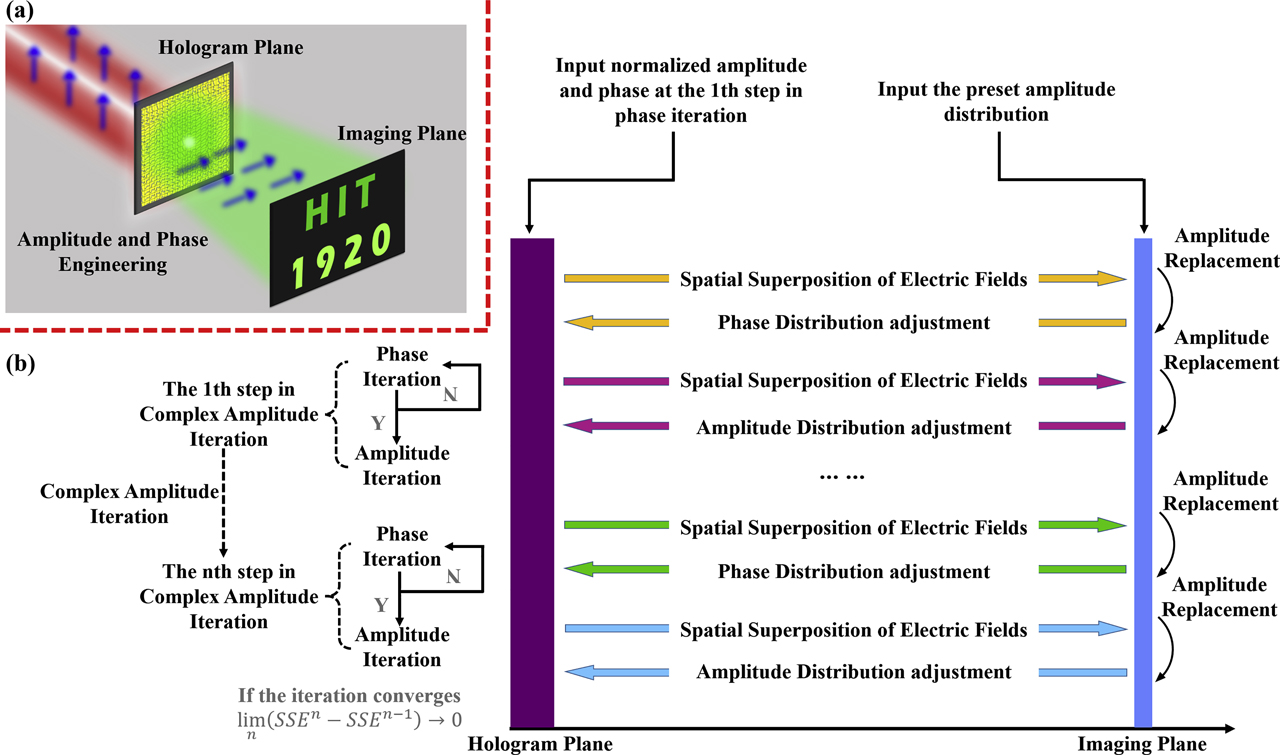 (a)
Hologram Plane
Imaging Plane
HIT
1920
Amplitude and Phase
Engineering
(b)
The 1th step in
Complex Amplitude
Iteration
Phase
Iteration
N
Y
Amplitude
Iteration
Complex Amplitude
Iteration
The nth step in
Complex Amplitude
Iteration
Phase
Iteration
N
Y
Amplitude
Iteration
If the iteration converges
lim (SSEⁿ − SSEⁿ⁻¹) → 0
n
Input normalized amplitude
and phase at the 1th step in
phase iteration
Input the preset amplitude
distribution
Amplitude
Replacement
Spatial Superposition of Electric Fields
Phase Distribution adjustment
Amplitude
Replacement
Spatial Superposition of Electric Fields
Amplitude Distribution adjustment
... ...
Amplitude
Replacement
Spatial Superposition of Electric Fields
Phase Distribution adjustment
Amplitude
Replacement
Spatial Superposition of Electric Fields
Amplitude Distribution adjustment
Hologram Plane
Imaging Plane